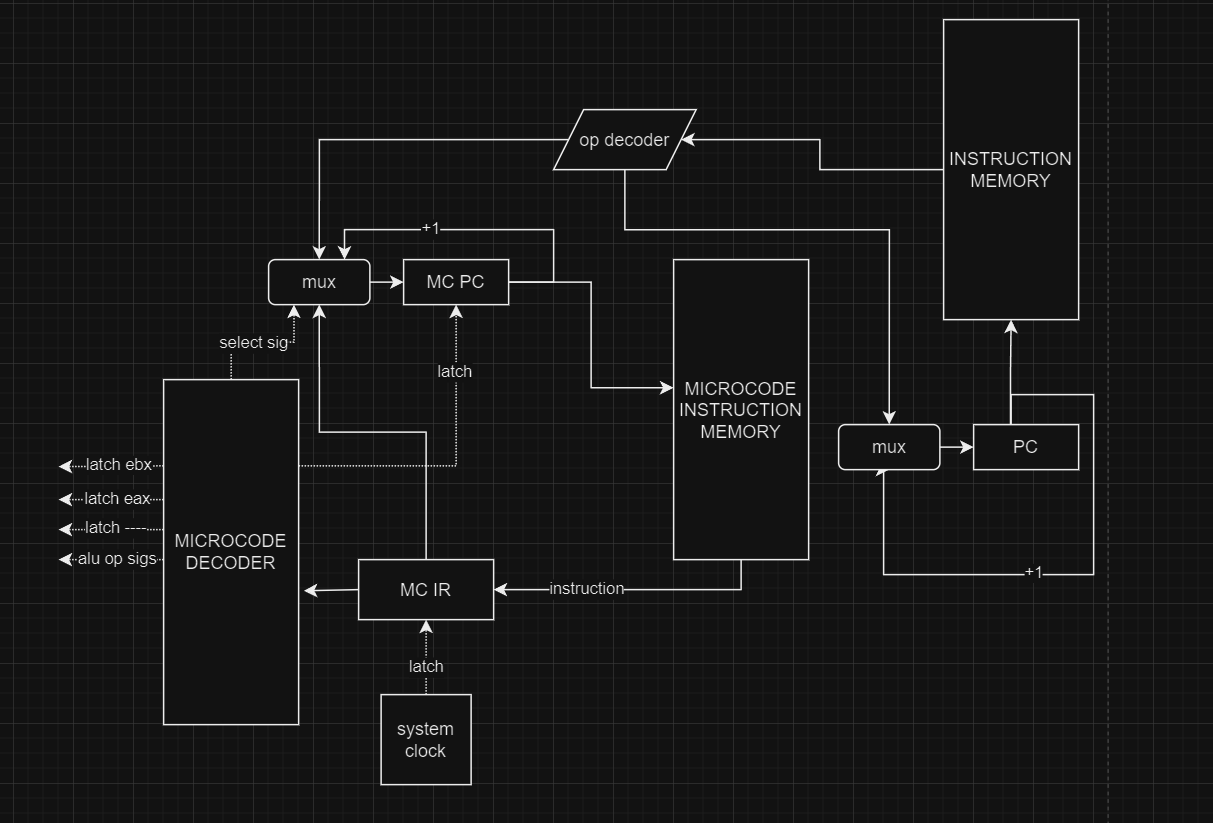 op decoder
INSTRUCTION
MEMORY
+1
mux
MC PC
select sig
latch
MICROCODE
INSTRUCTION
MEMORY
mux
PC
latch ebx
latch eax
latch ----
alu op sigs
MICROCODE
DECODER
+1
MC IR
instruction
latch
system
clock